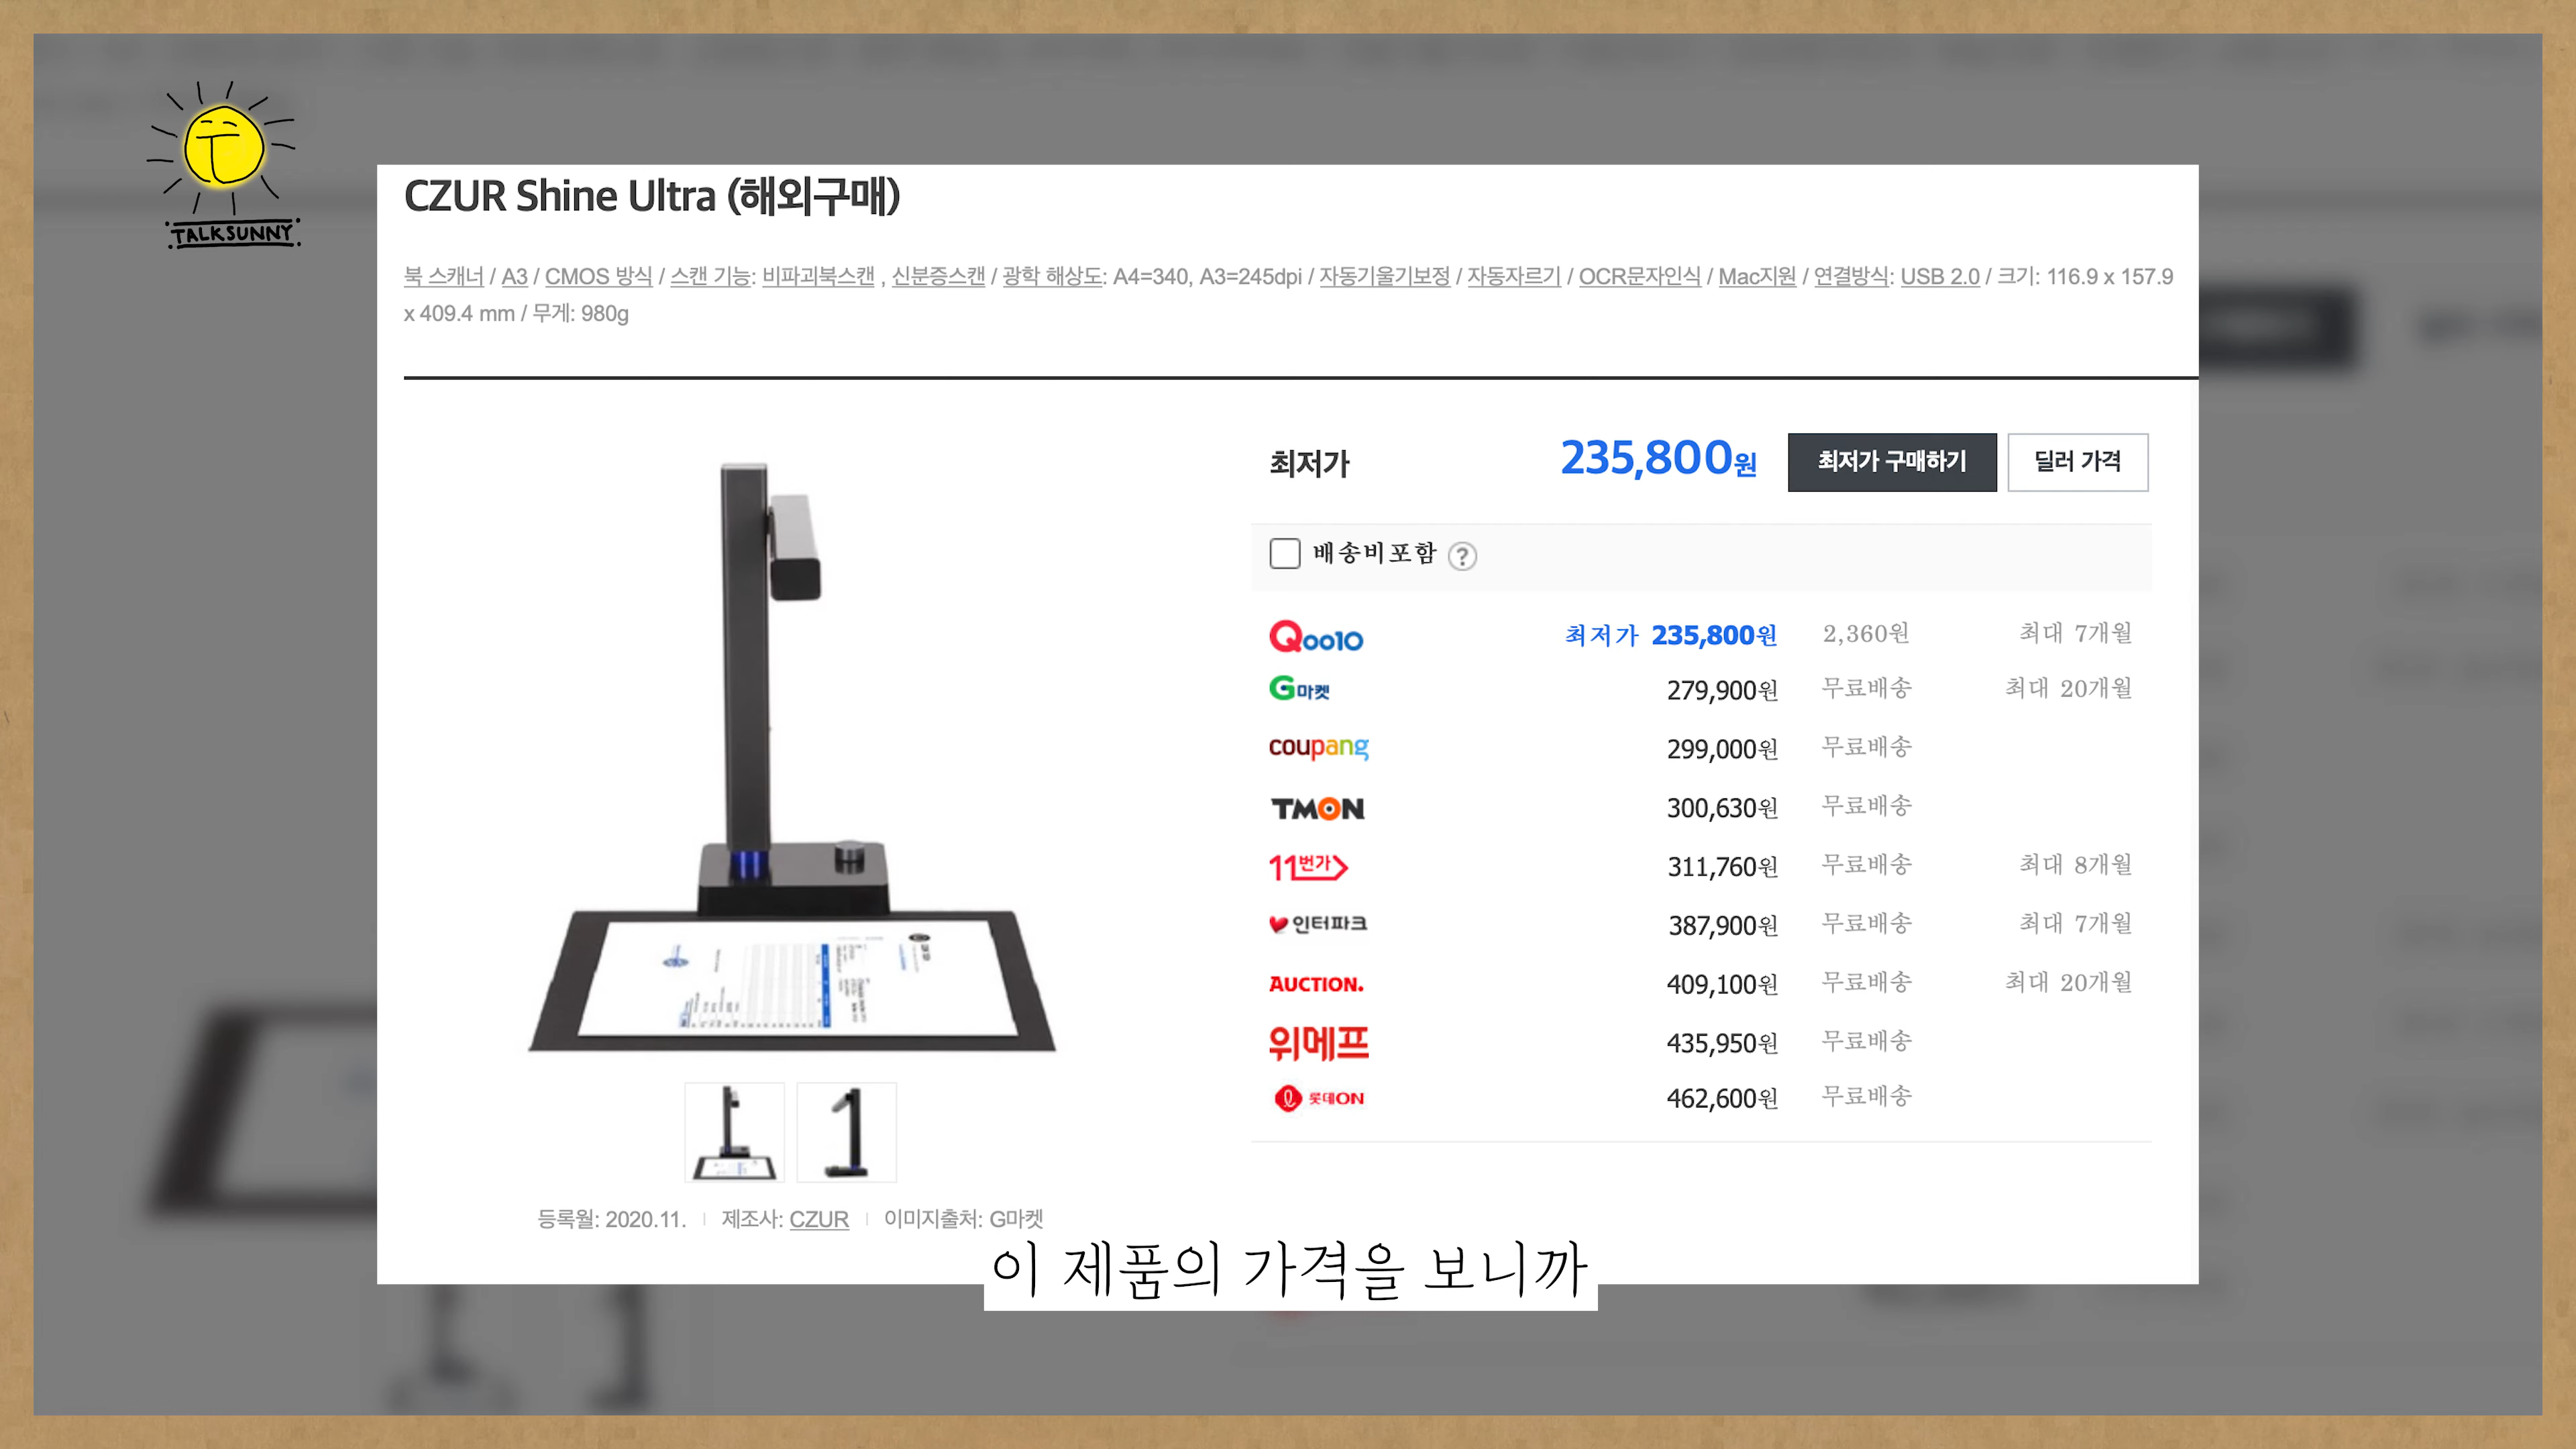 TALKSUNNY
CZUR Shine Ultra (해외구매)
북 스캐너 / A3 / CMOS 방식 / 스캔 기능: 비파괴북스캔 , 신분증스캔 / 광학 해상도: A4=340, A3=245dpi / 자동기울기보정 / 자동자르기 / OCR문자인식 / Mac지원 / 연결방식: USB 2.0 / 크기: 116.9 x 157.9
x 409.4 mm / 무게: 980g
최저가 235,800원 최저가 구매하기 딜러 가격
배송비포함 ?
Qoo10 최저가 235,800원 2,360원 최대 7개월
G마켓 279,900원 무료배송 최대 20개월
coupang 299,000원 무료배송
TMON 300,630원 무료배송
11번가 311,760원 무료배송 최대 8개월
인터파크 387,900원 무료배송 최대 7개월
AUCTION. 409,100원 무료배송 최대 20개월
위메프 435,950원 무료배송
롯데ON 462,600원 무료배송
등록월: 2020.11. 제조사: CZUR 이미지출처: G마켓
이 제품의 가격을 보니까